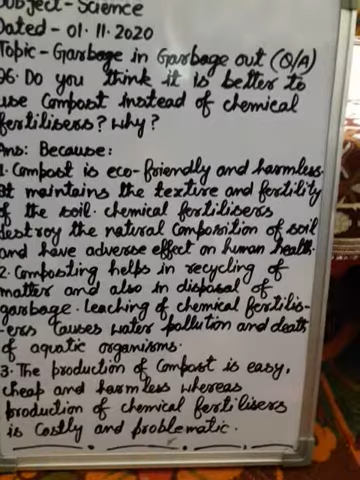 Subject - Science
Dated - 01.11.2020
Topic - Garbage in Garbage out (Q/A)
Q6. Do you think it is better to
use Compost instead of chemical
fertilisers? Why?
Ans: Because:
1. Compost is eco-friendly and harmless.
It maintains the texture and fertility
of the soil. chemical fertilisers
destroy the natural Composition of soil
and have adverse effect on human health.
2. Composting helps in recycling of
matter and also in disposal of
garbage. Leaching of chemical fertilis-
-ers Causes water pollution and death
of aquatic organisms.
3. The production of Compost is easy,
cheap and harmless whereas
production of chemical fertilisers
is Costly and problematic.